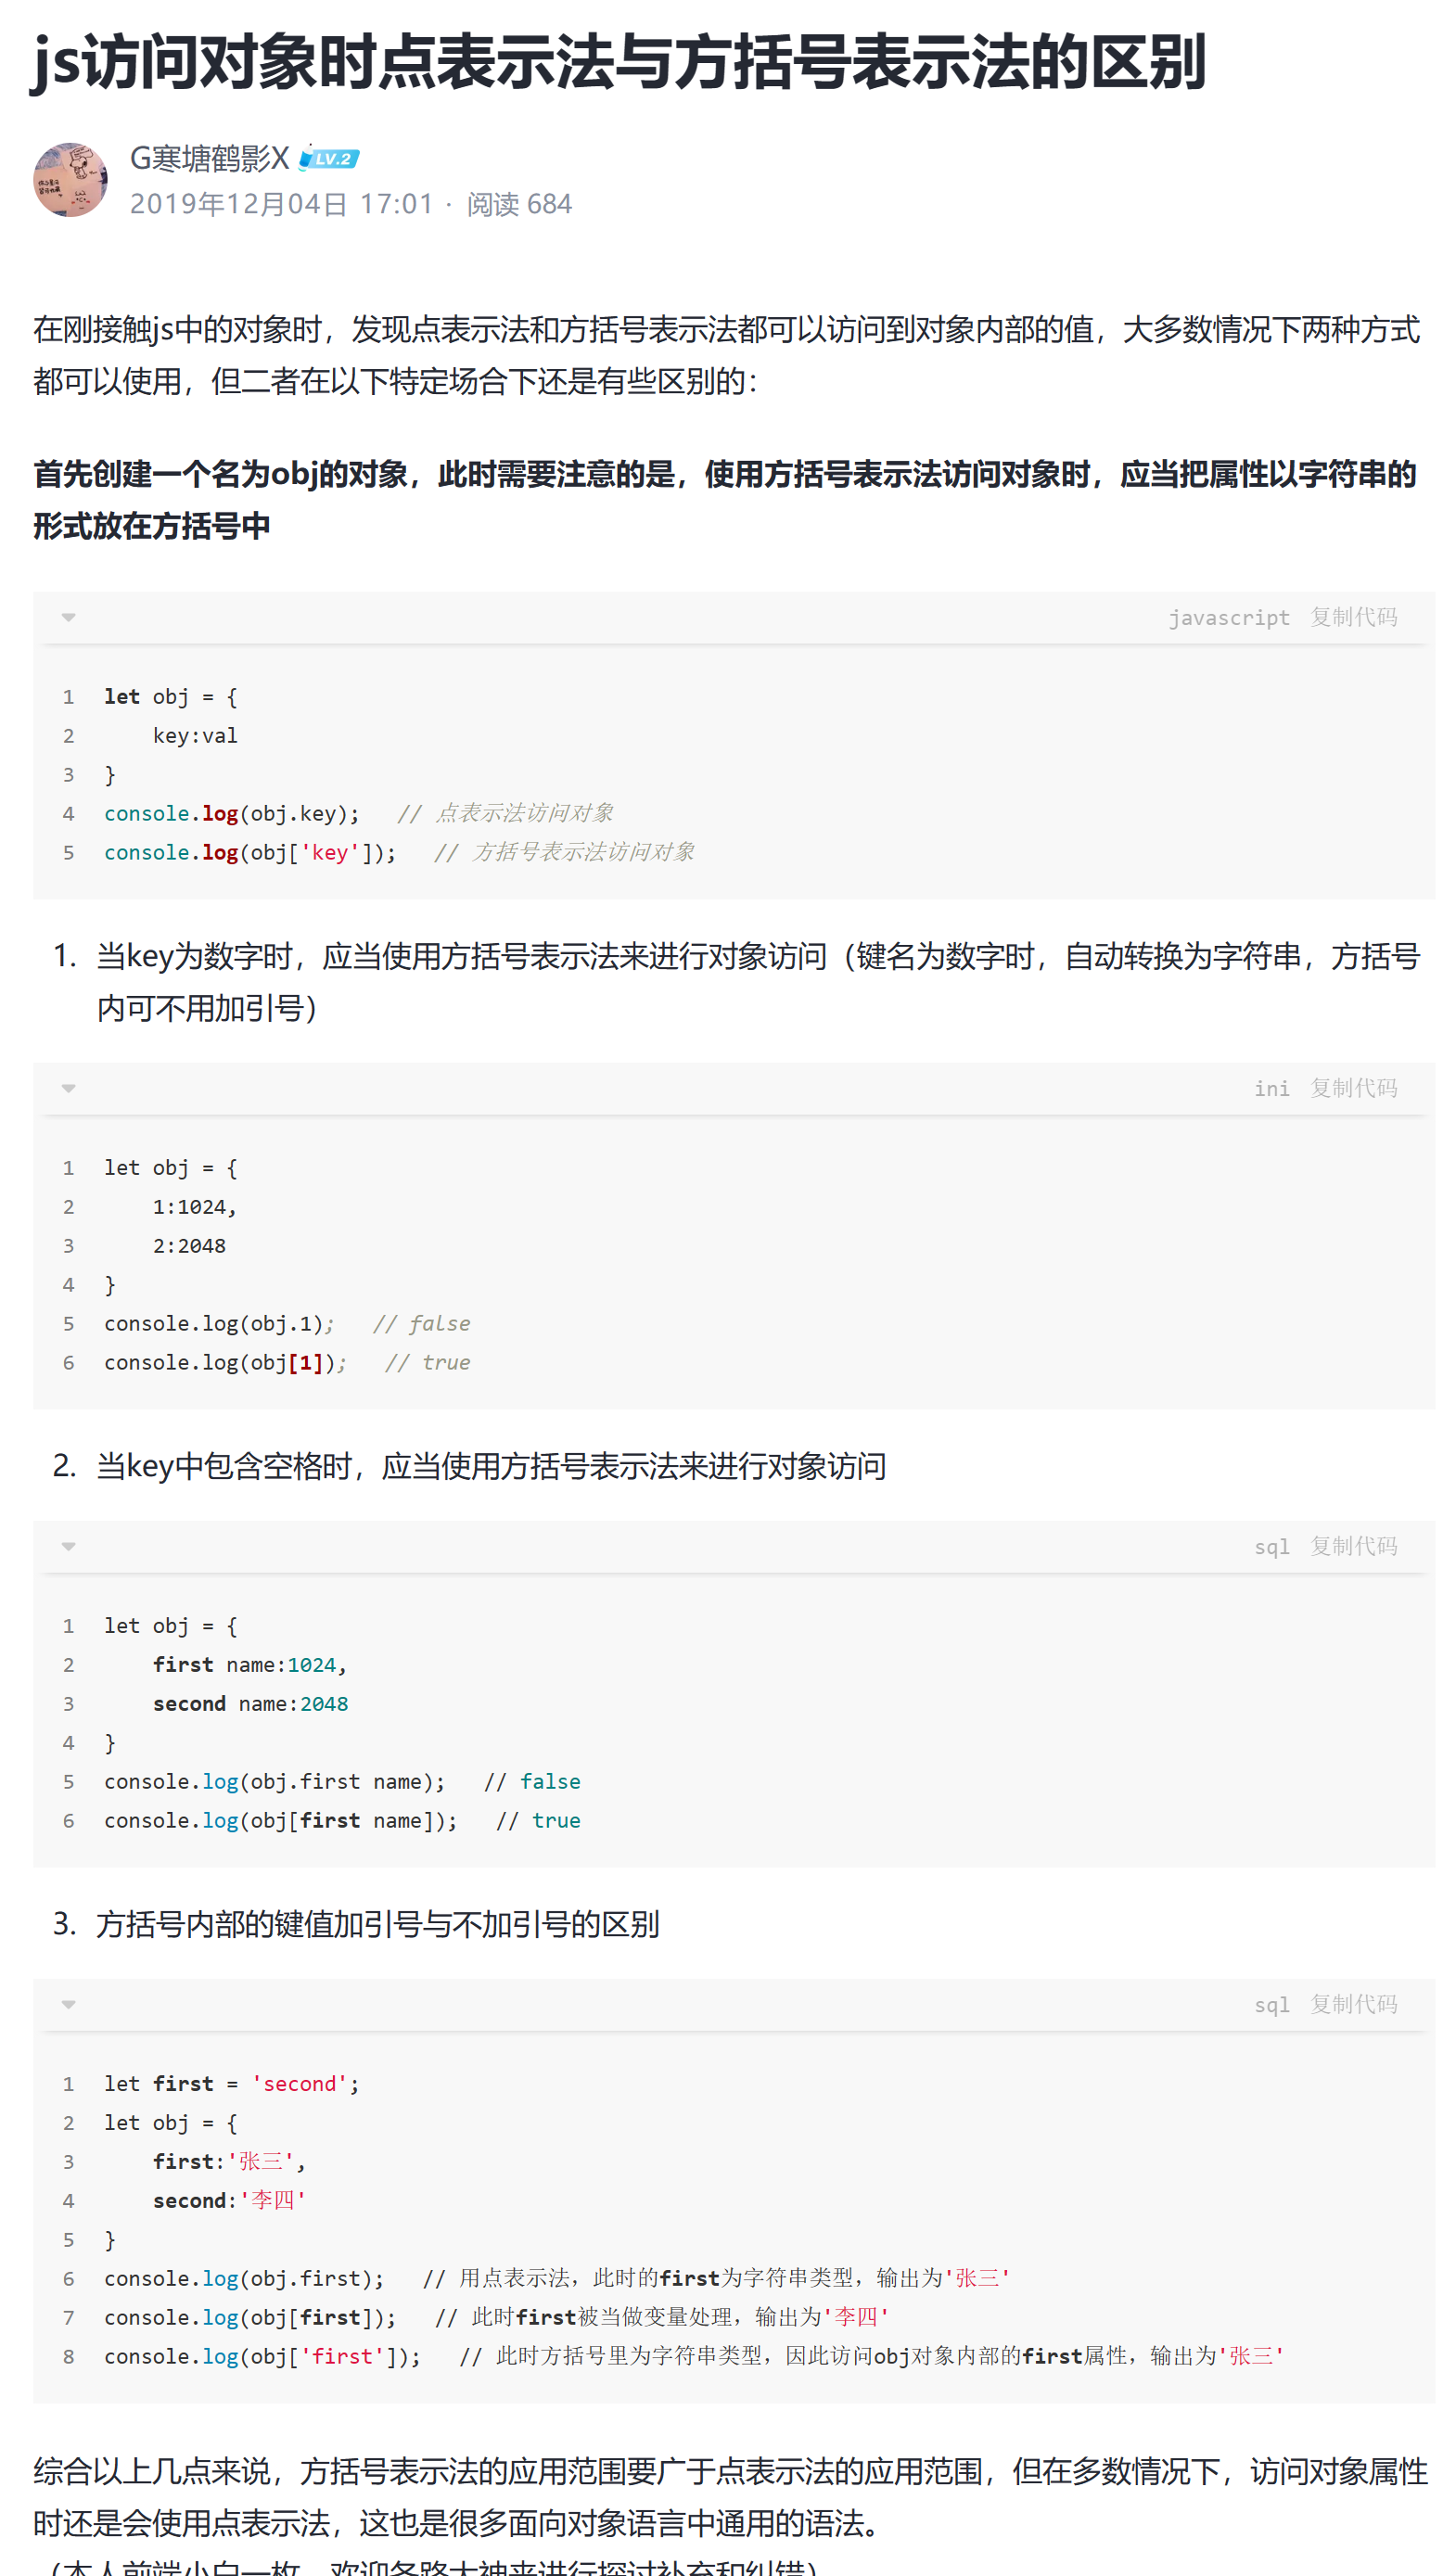 js访问对象时点表示法与方括号表示法的区别
G寒塘鹤影X LV.2
2019年12月04日 17:01 · 阅读 684
在刚接触js中的对象时，发现点表示法和方括号表示法都可以访问到对象内部的值，大多数情况下两种方式
都可以使用，但二者在以下特定场合下还是有些区别的：
首先创建一个名为obj的对象，此时需要注意的是，使用方括号表示法访问对象时，应当把属性以字符串的
形式放在方括号中
javascript 复制代码
1 let obj = {
2     key:val
3 }
4 console.log(obj.key);   // 点表示法访问对象
5 console.log(obj['key']);   // 方括号表示法访问对象
1. 当key为数字时，应当使用方括号表示法来进行对象访问（键名为数字时，自动转换为字符串，方括号
内可不用加引号）
ini 复制代码
1 let obj = {
2     1:1024,
3     2:2048
4 }
5 console.log(obj.1);   // false
6 console.log(obj[1]);   // true
2. 当key中包含空格时，应当使用方括号表示法来进行对象访问
sql 复制代码
1 let obj = {
2     first name:1024,
3     second name:2048
4 }
5 console.log(obj.first name);   // false
6 console.log(obj[first name]);   // true
3. 方括号内部的键值加引号与不加引号的区别
sql 复制代码
1 let first = 'second';
2 let obj = {
3     first:'张三',
4     second:'李四'
5 }
6 console.log(obj.first);   // 用点表示法，此时的first为字符串类型，输出为'张三'
7 console.log(obj[first]);   // 此时first被当做变量处理，输出为'李四'
8 console.log(obj['first']);   // 此时方括号里为字符串类型，因此访问obj对象内部的first属性，输出为'张三'
综合以上几点来说，方括号表示法的应用范围要广于点表示法的应用范围，但在多数情况下，访问对象属性
时还是会使用点表示法，这也是很多面向对象语言中通用的语法。
（本人前端小白一枚，欢迎各路大神来进行探讨补充和纠错）